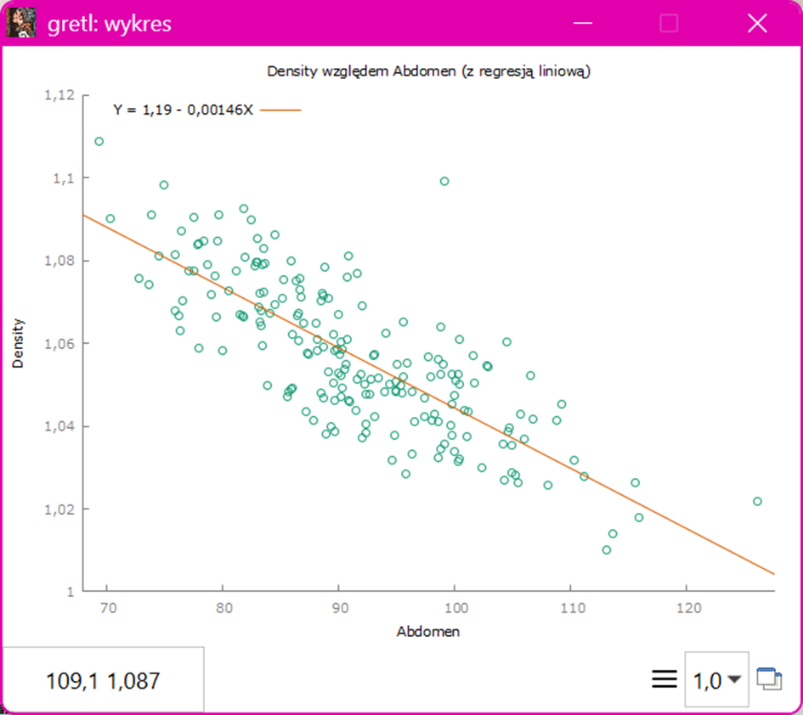 gretl: wykres
Density względem Abdomen (z regresją liniową)
Y = 1,19 - 0,00146X
1,12
1,1
1,08
1,06
1,04
1,02
1
Density
70 80 90 100 110 120
Abdomen
109,1 1,087
1,0